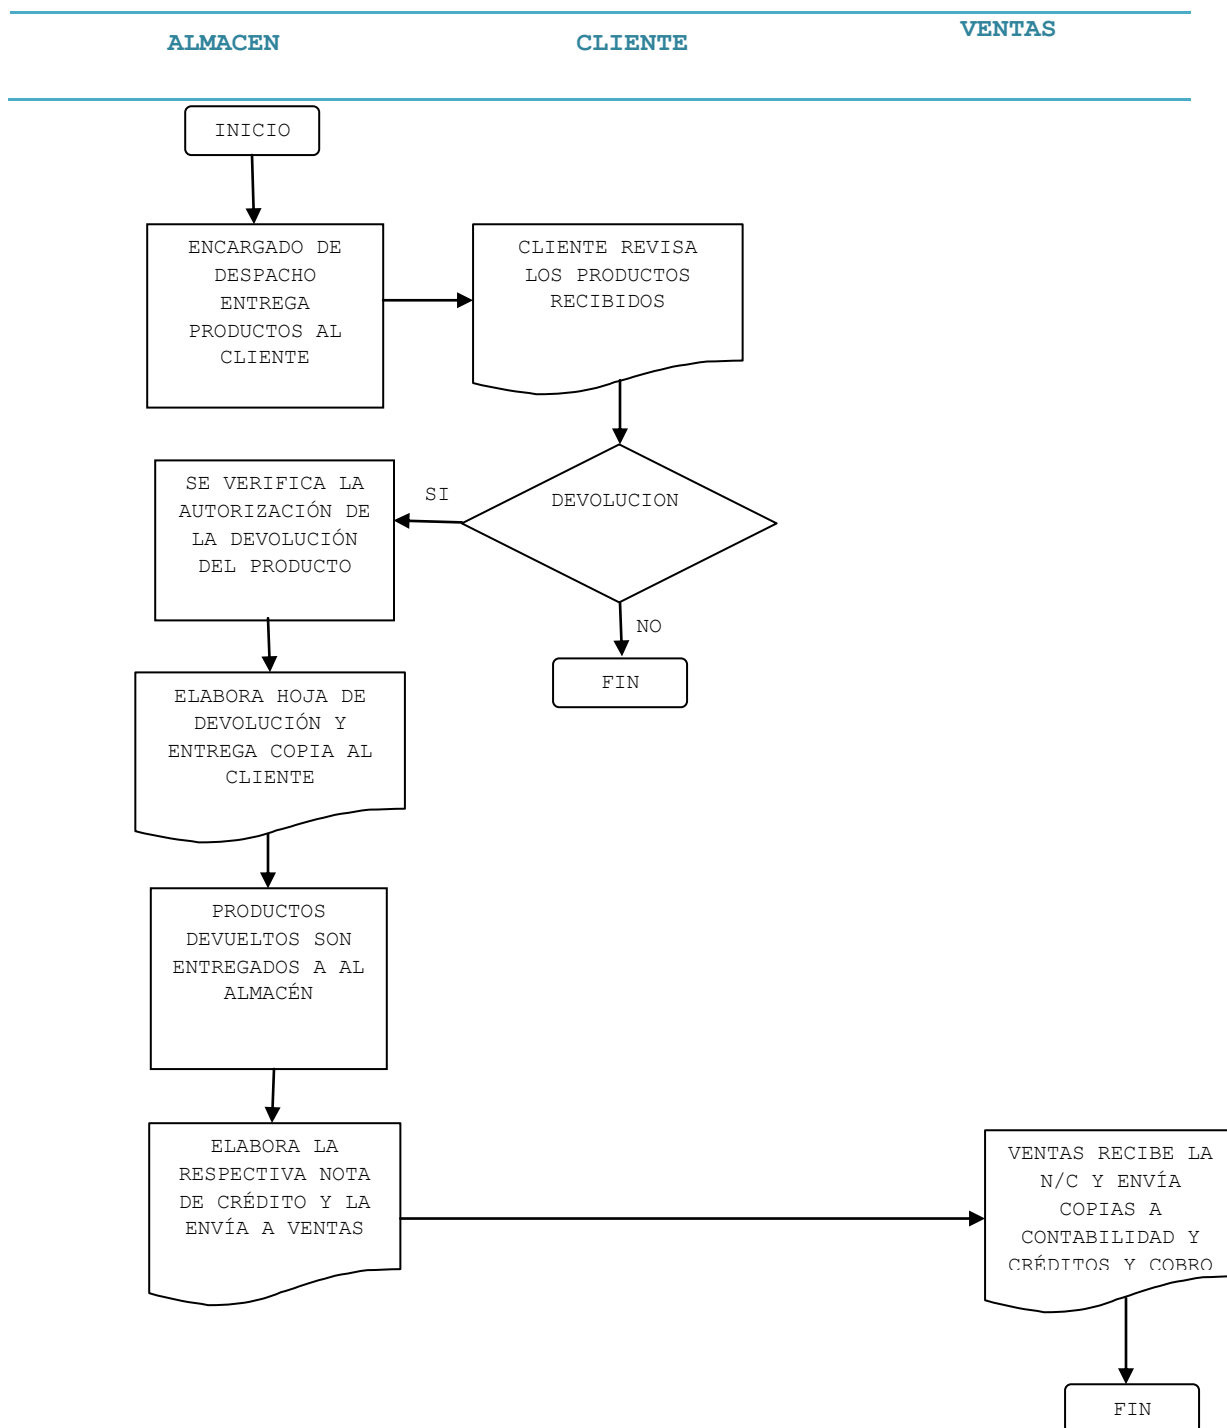 ALMACEN
CLIENTE
VENTAS
INICIO
ENCARGADO DE
DESPACHO
ENTREGA
PRODUCTOS AL
CLIENTE
CLIENTE REVISA
LOS PRODUCTOS
RECIBIDOS
SE VERIFICA LA
AUTORIZACIÓN DE
LA DEVOLUCIÓN
DEL PRODUCTO
SI
DEVOLUCION
NO
FIN
ELABORA HOJA DE
DEVOLUCIÓN Y
ENTREGA COPIA AL
CLIENTE
PRODUCTOS
DEVUELTOS SON
ENTREGADOS A AL
ALMACÉN
ELABORA LA
RESPECTIVA NOTA
DE CRÉDITO Y LA
ENVÍA A VENTAS
VENTAS RECIBE LA
N/C Y ENVÍA
COPIAS A
CONTABILIDAD Y
CRÉDITOS Y COBRO
FIN